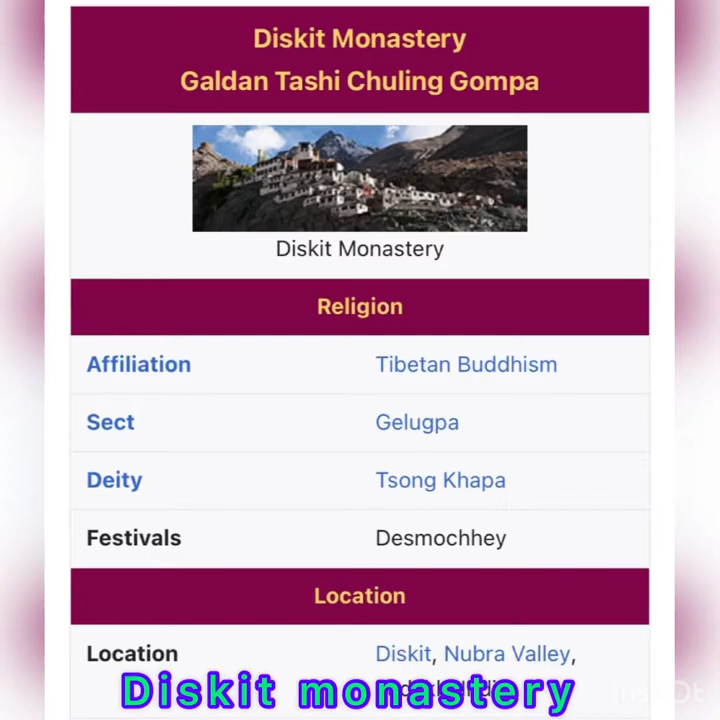 Diskit Monastery
Galdan Tashi Chuling Gompa
Diskit Monastery
Religion
Affiliation Tibetan Buddhism
Sect Gelugpa
Deity Tsong Khapa
Festivals Desmochhey
Location
Location Diskit, Nubra Valley,
Diskit monastery